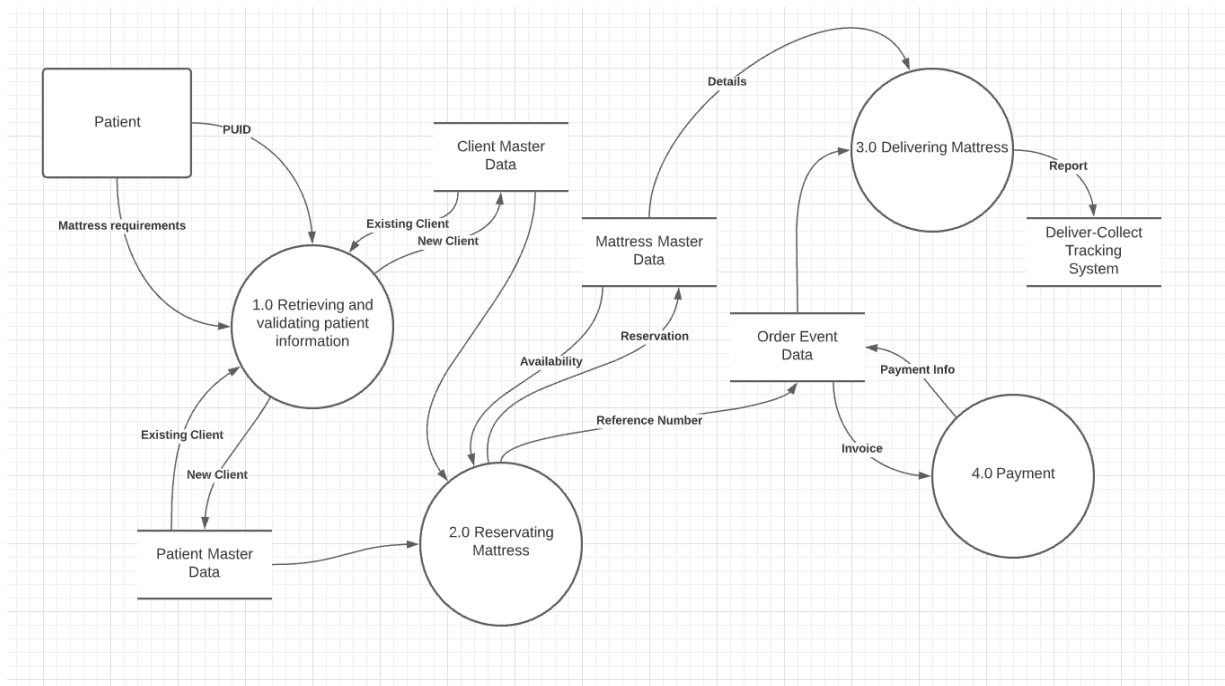 Patient
PUID
Mattress requirements
Client Master
Data
Existing Client
New Client
1.0 Retrieving and
validating patient
information
Existing Client
New Client
Patient Master
Data
2.0 Reservating
Mattress
Mattress Master
Data
Availability
Reservation
Reference Number
Details
3.0 Delivering Mattress
Report
Deliver-Collect
Tracking
System
Order Event
Data
Payment Info
Invoice
4.0 Payment